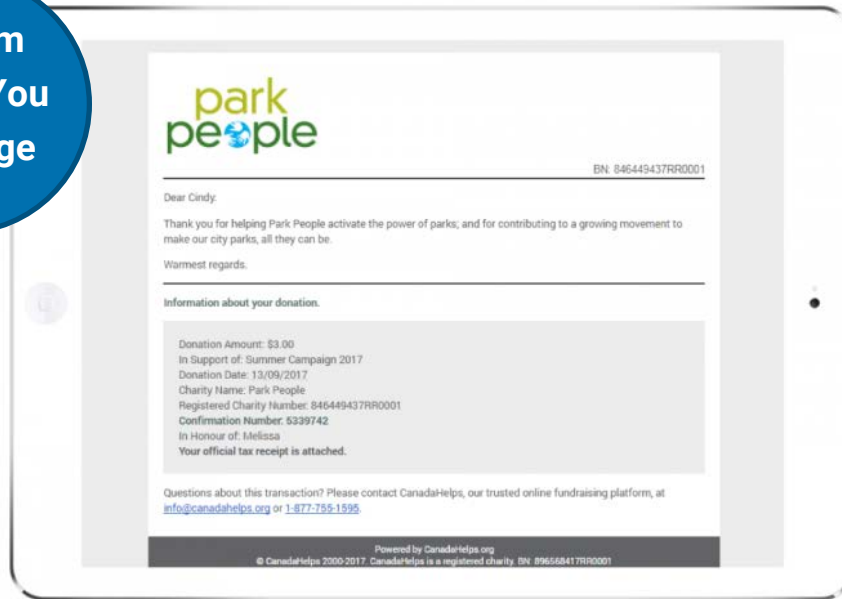 m
You
ge
park
people
BN: 846449437RR0001
Dear Cindy.
Thank you for helping Park People activate the power of parks; and for contributing to a growing movement to
make our city parks, all they can be.
Warmest regards.
Information about your donation.
Donation Amount: $3.00
In Support of: Summer Campaign 2017
Donation Date: 13/09/2017
Charity Name: Park People
Registered Charity Number: 846449437RR0001
Confirmation Number: 5339742
In Honour of: Melissa
Your official tax receipt is attached.
Questions about this transaction? Please contact CanadaHelps, our trusted online fundraising platform, at
info@canadahelps.org or 1-877-755-1595.
Powered by CanadaHelps.org
© CanadaHelps 2000-2017. CanadaHelps is a registered charity. BN: 896568417RR0001